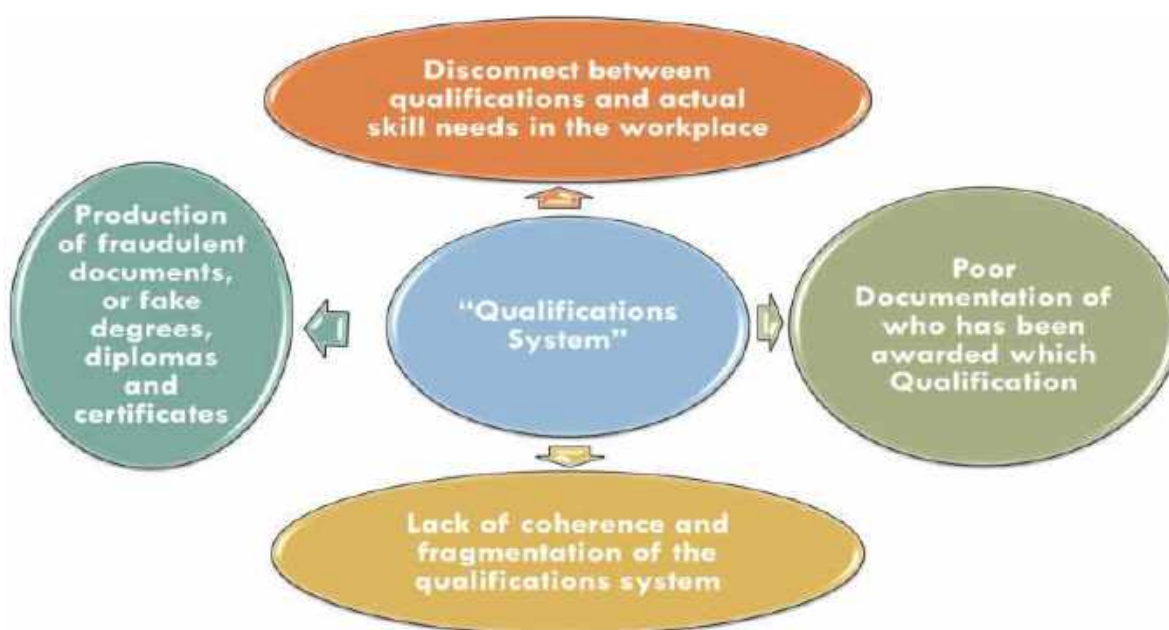 Disconnect between
qualifications and actual
skill needs in the workplace
Production
of fraudulent
documents,
or fake
degrees,
diplomas
and
certificates
“Qualifications
System”
Poor
Documentation of
who has been
awarded which
Qualification
Lack of coherence and
fragmentation of the
qualifications system